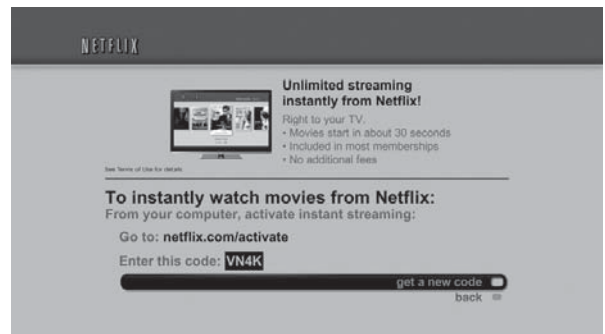 NETFLIX
Unlimited streaming
instantly from Netflix!
Right to your TV.
• Movies start in about 30 seconds
• Included in most memberships
• No additional fees
See Terms of Use for details
To instantly watch movies from Netflix:
From your computer, activate instant streaming:
Go to: netflix.com/activate
Enter this code: VN4K
get a new code
back